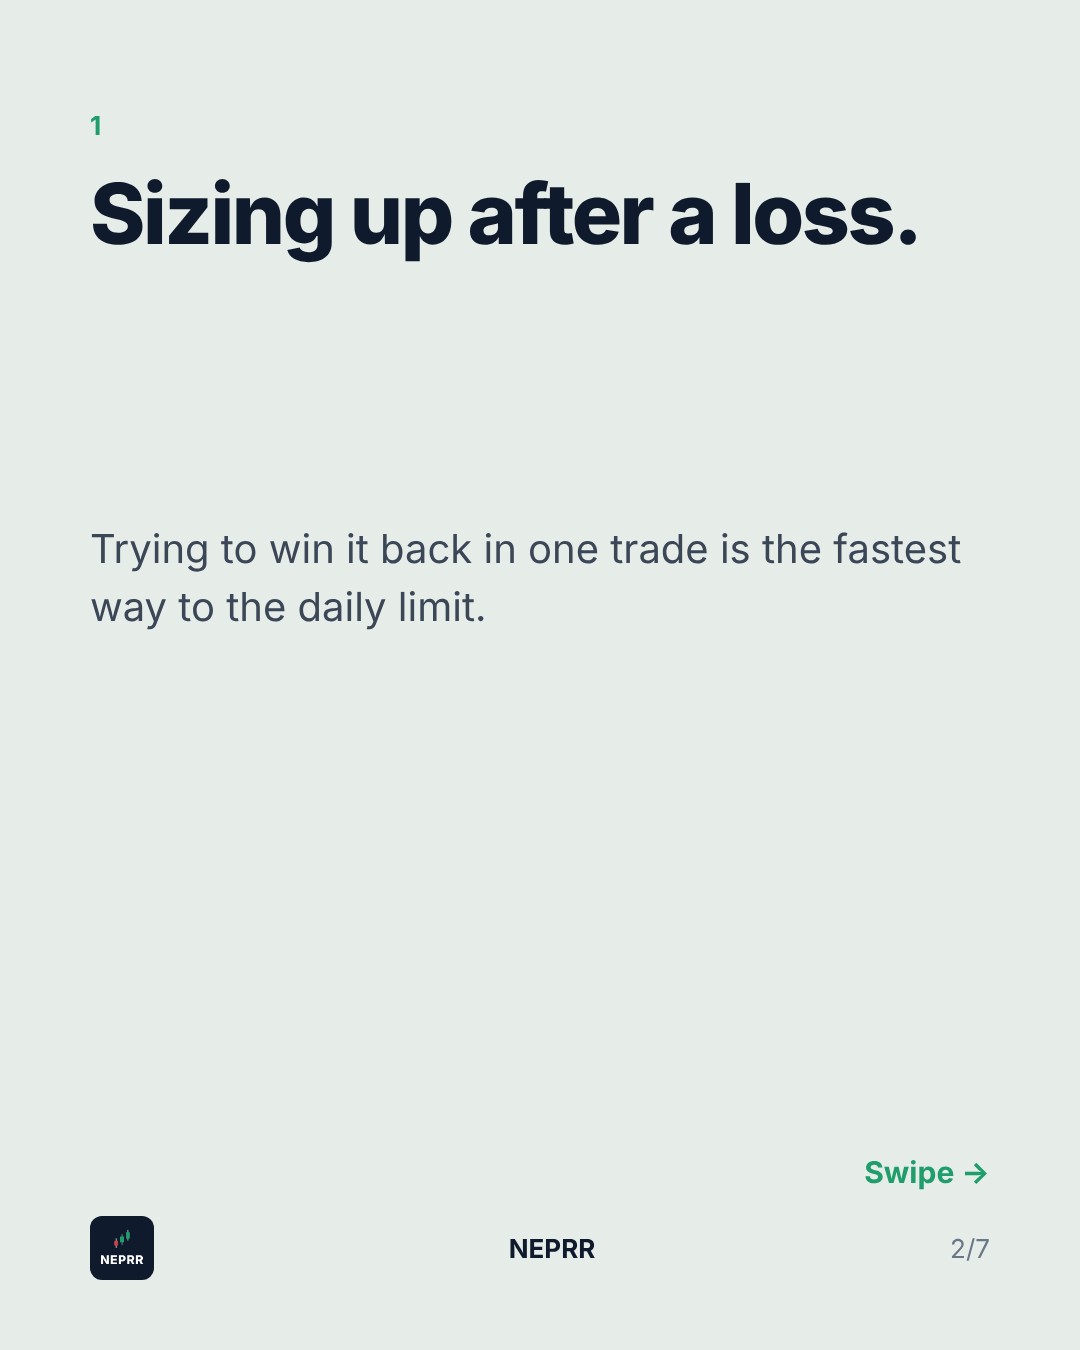 1
Sizing up after a loss.
Trying to win it back in one trade is the fastest
way to the daily limit.
Swipe →
NEPRR
NEPRR
2/7